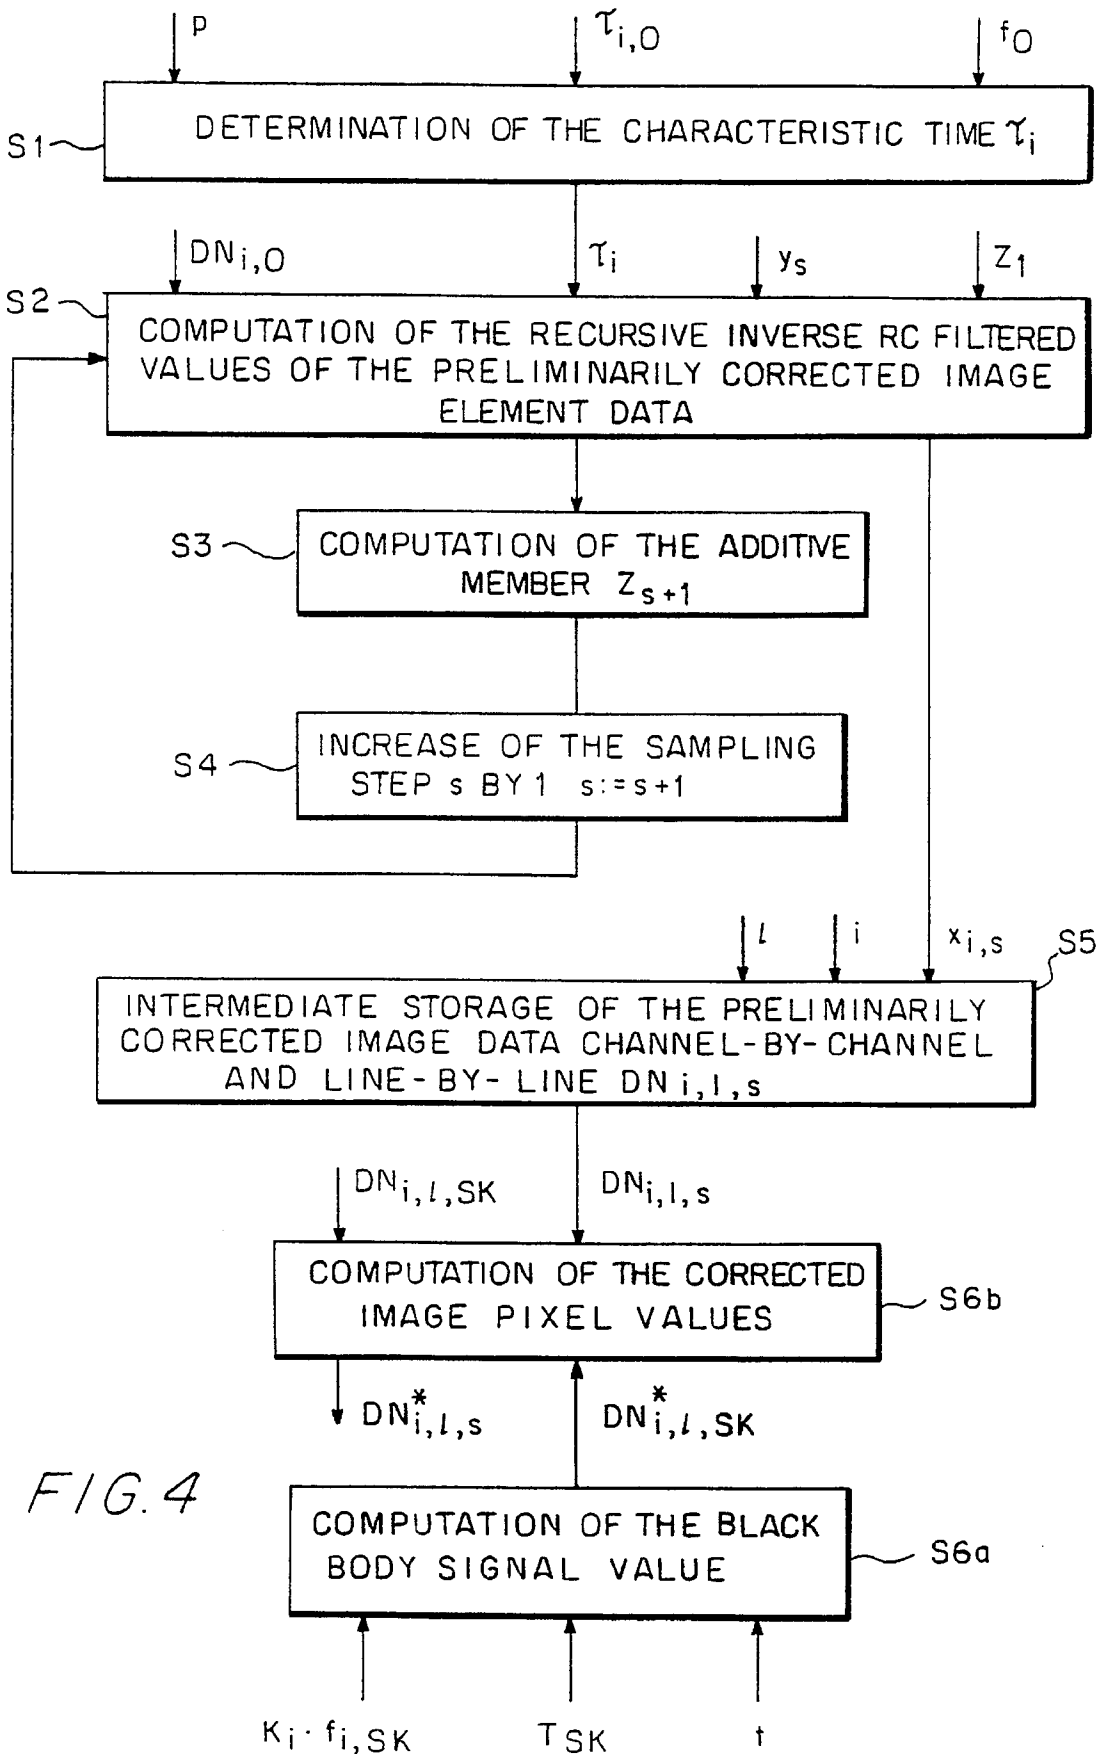 p τi,0 f0
S1 DETERMINATION OF THE CHARACTERISTIC TIME τi
DNi,0 τi ys Z1
S2 COMPUTATION OF THE RECURSIVE INVERSE RC FILTERED
VALUES OF THE PRELIMINARILY CORRECTED IMAGE
ELEMENT DATA
S3 COMPUTATION OF THE ADDITIVE
MEMBER Zs+1
S4 INCREASE OF THE SAMPLING
STEP s BY 1 s:=s+1
l i xi,s S5
INTERMEDIATE STORAGE OF THE PRELIMINARILY
CORRECTED IMAGE DATA CHANNEL-BY-CHANNEL
AND LINE-BY-LINE DNi,l,s
DNi,l,SK DNi,l,s
COMPUTATION OF THE CORRECTED
IMAGE PIXEL VALUES
S6b
DN*i,l,s DN*i,l,SK
FIG.4
COMPUTATION OF THE BLACK
BODY SIGNAL VALUE
S6a
Ki · fi,SK TSK t